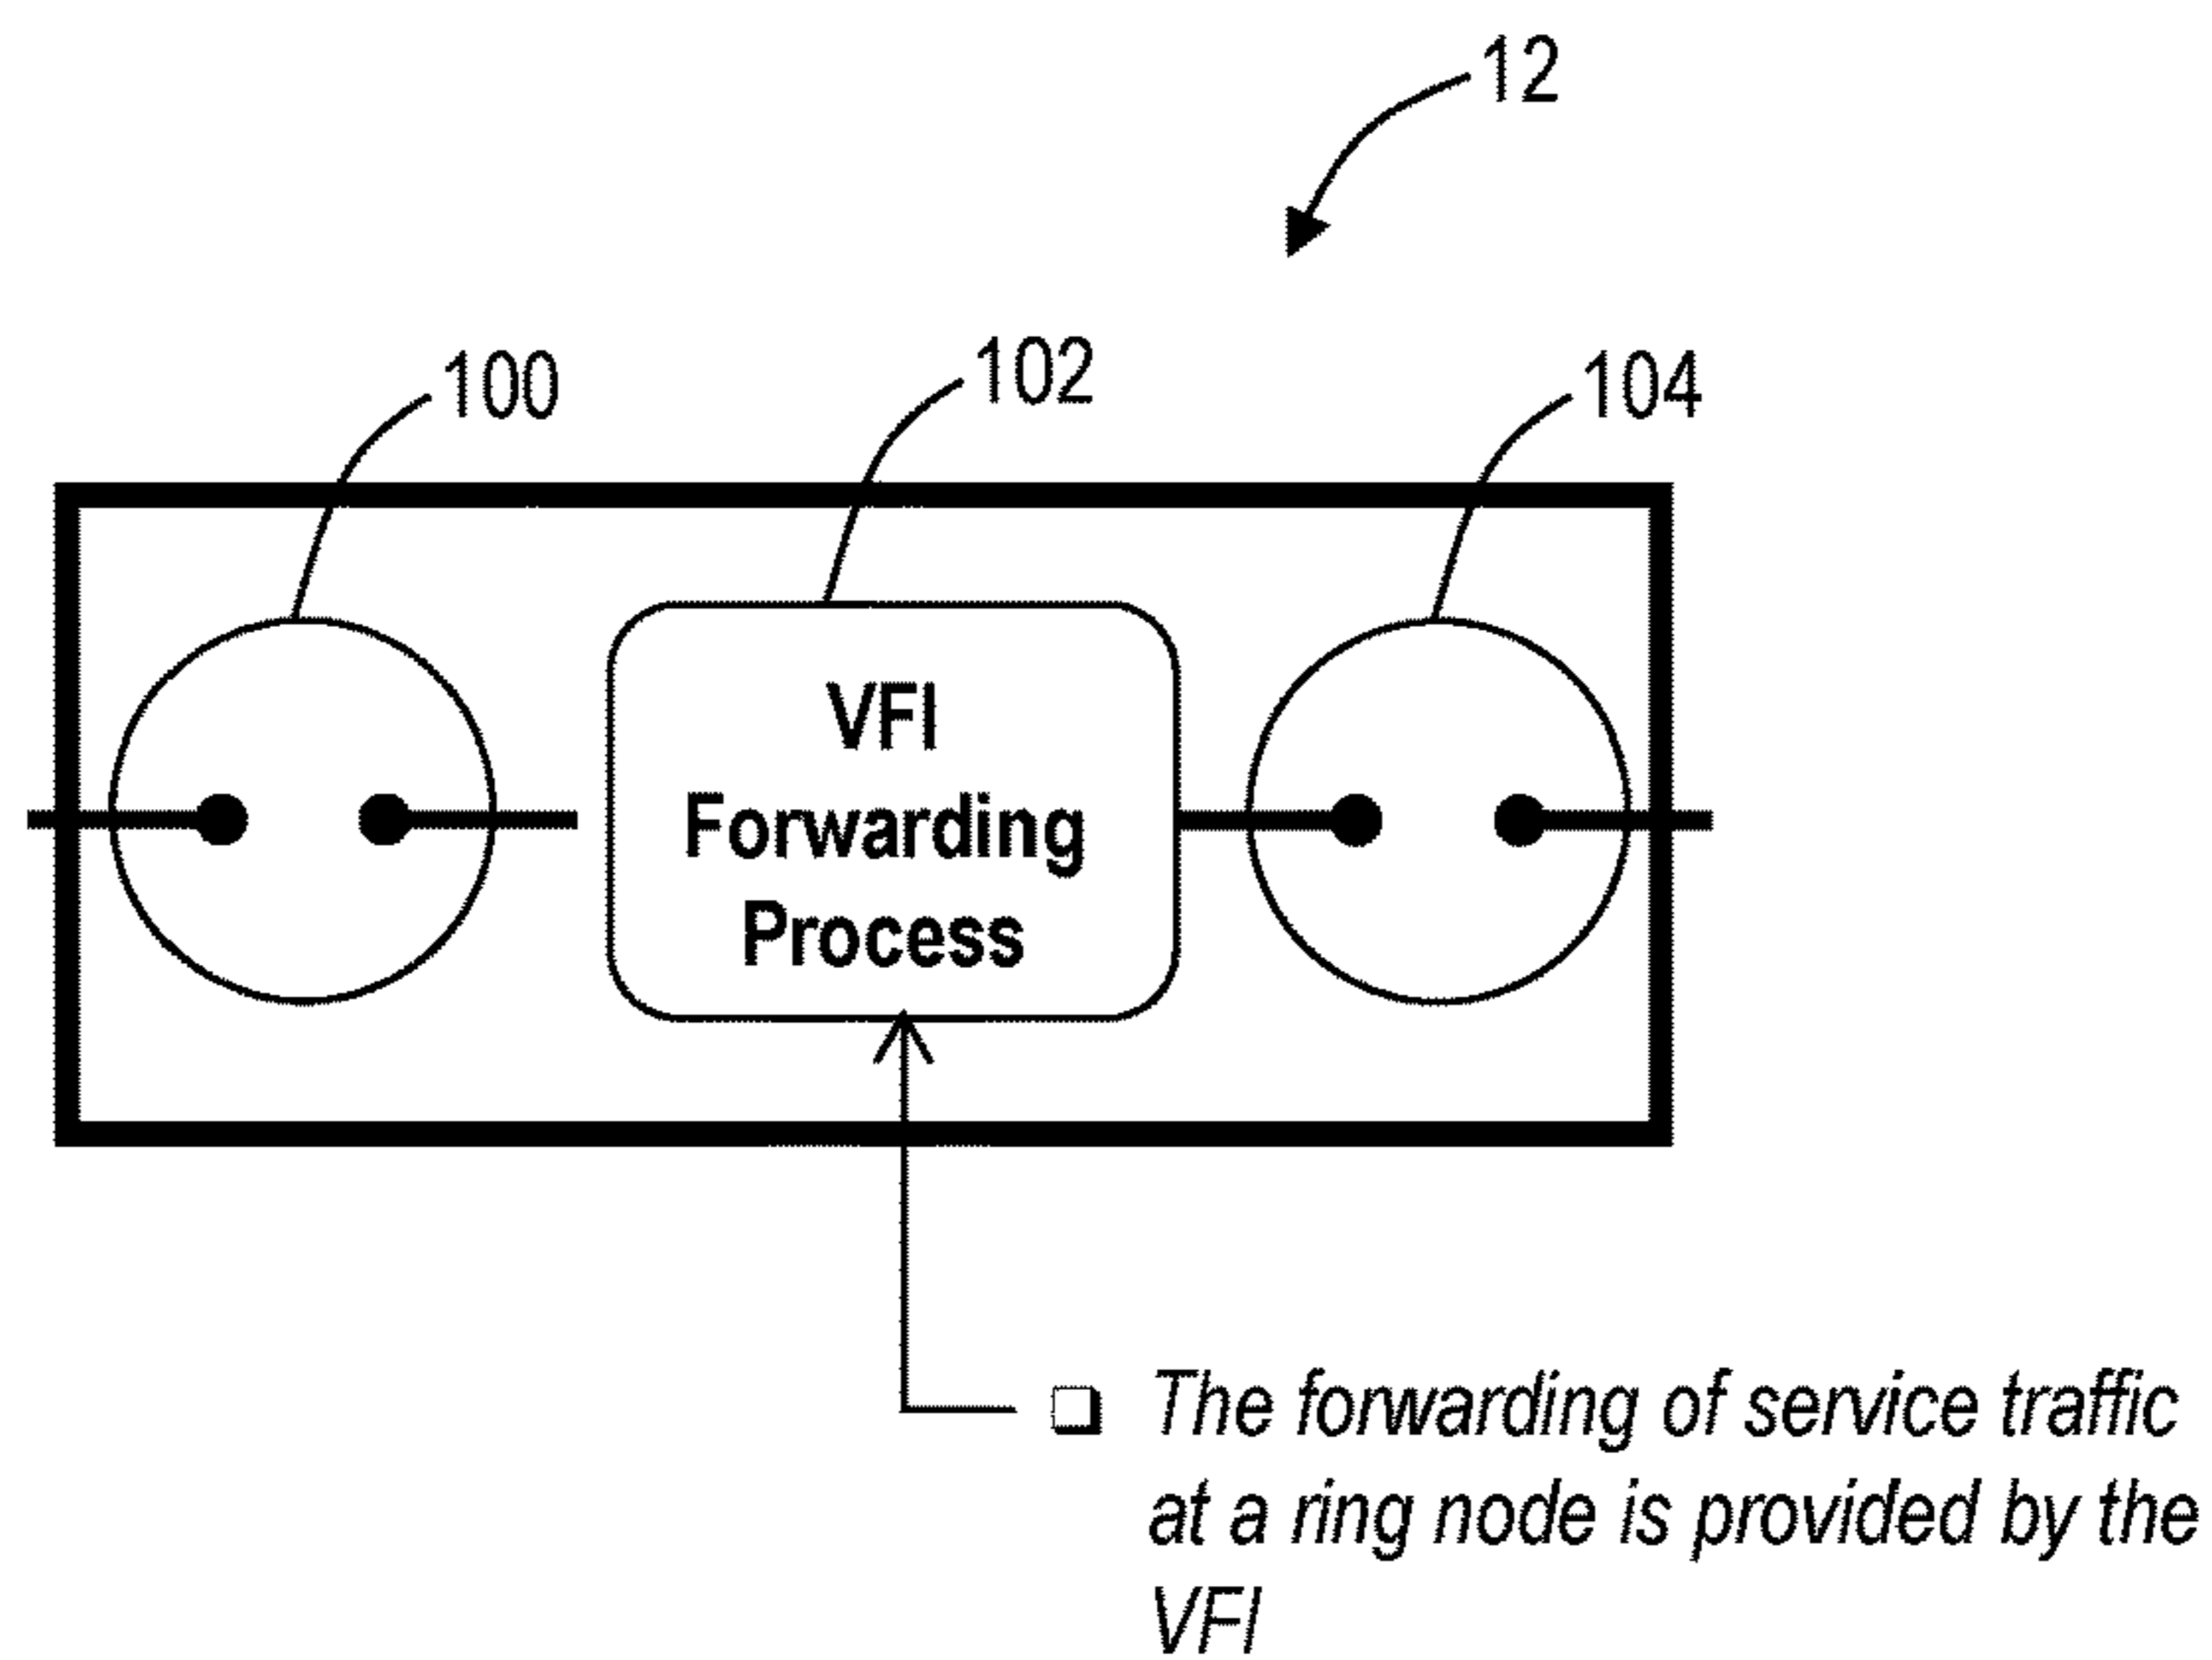 12
100
102
104
VFI
Forwarding
Process
The forwarding of service traffic
at a ring node is provided by the
VFI